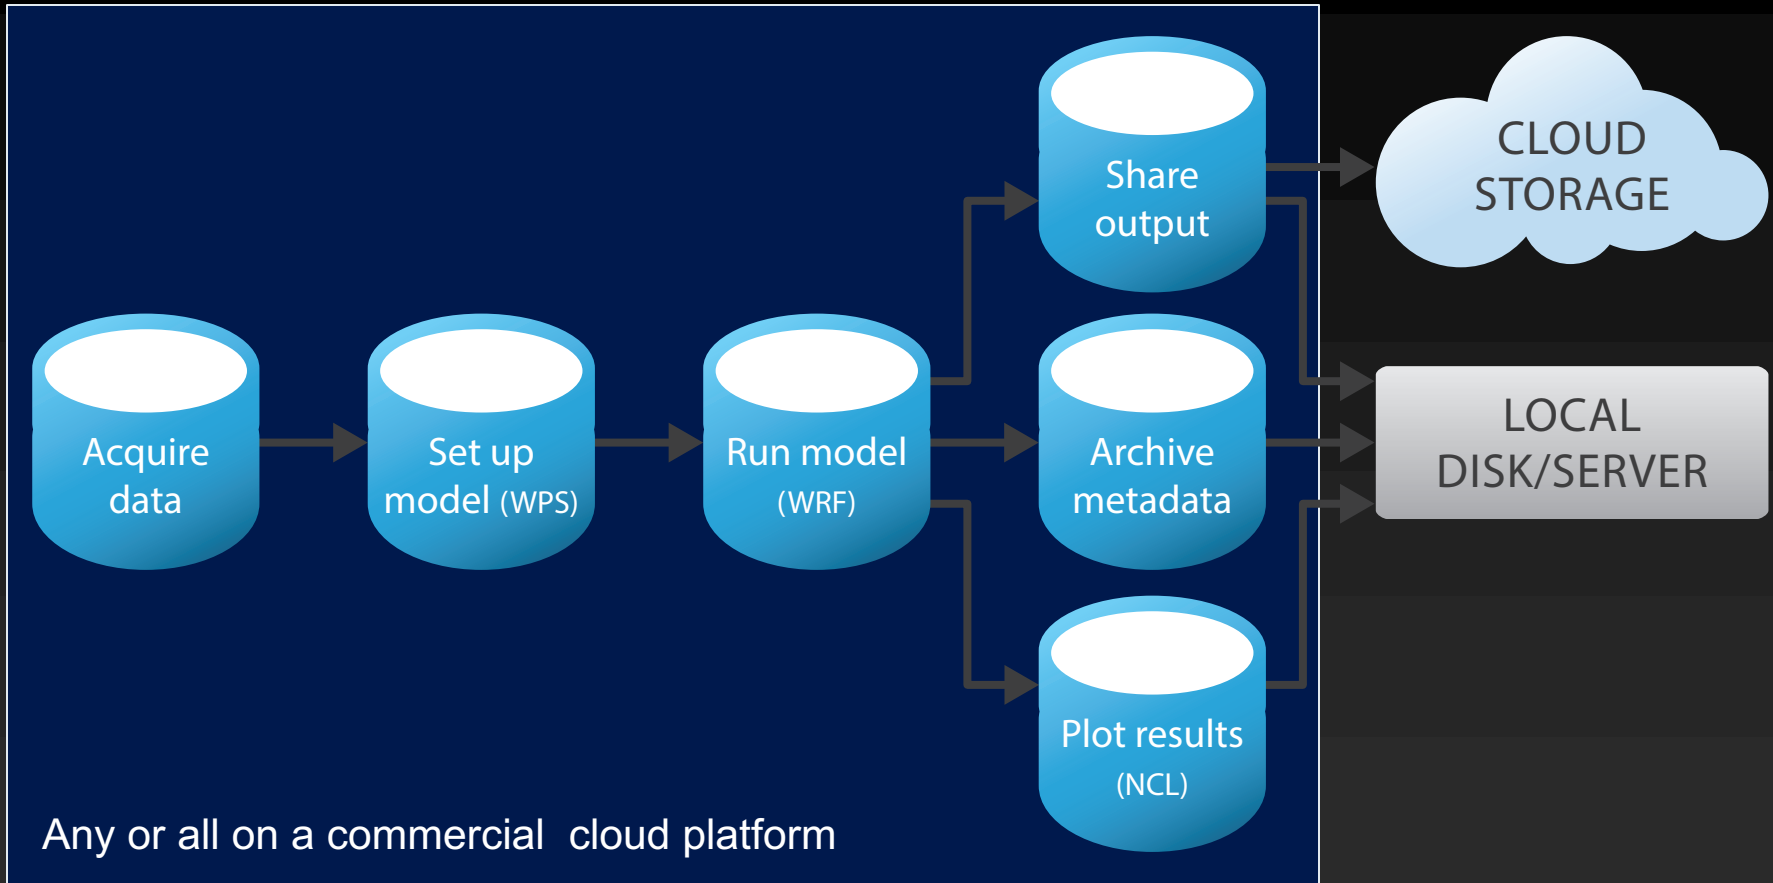 Acquire
data
Set up
model (WPS)
Run model
(WRF)
Share
output
Archive
metadata
Plot results
(NCL)
CLOUD
STORAGE
LOCAL
DISK/SERVER
Any or all on a commercial  cloud platform